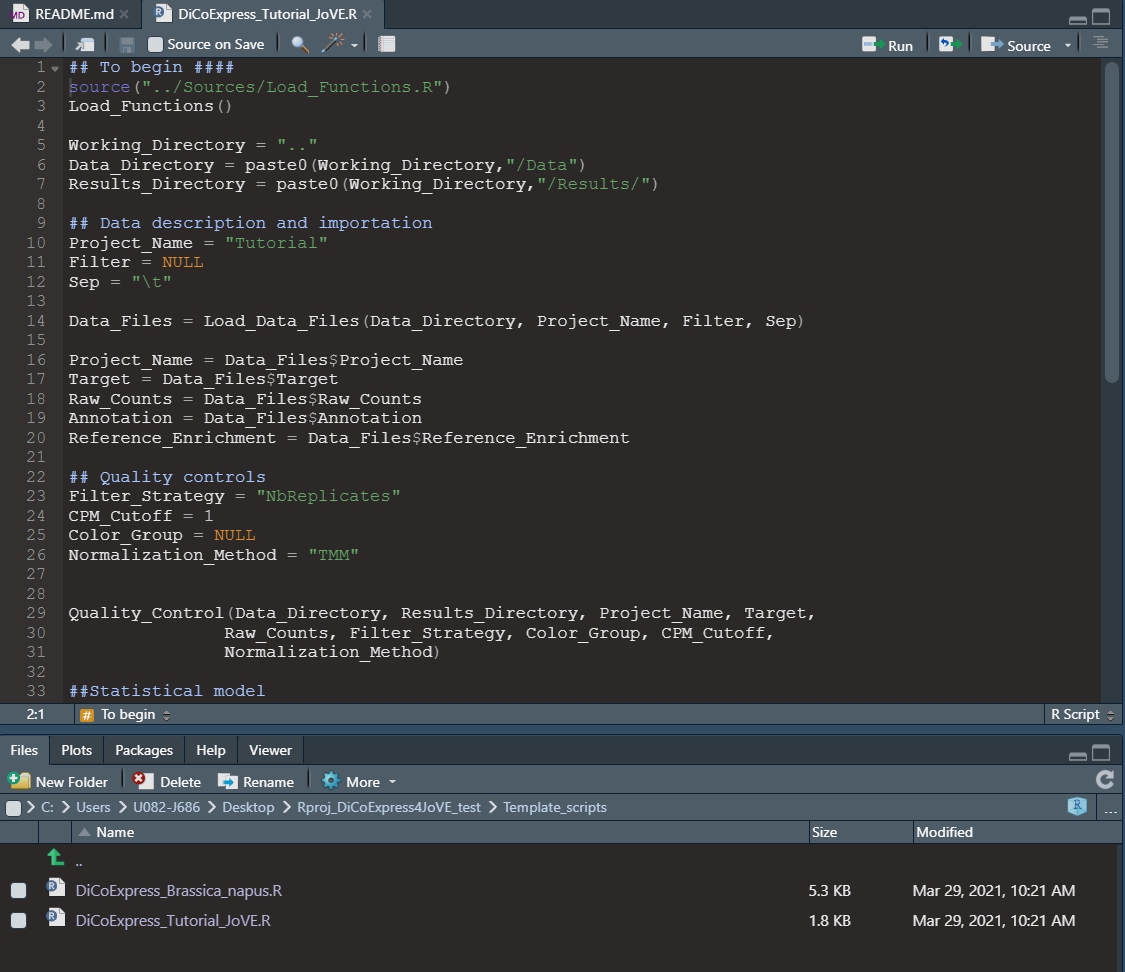 README.md
DiCoExpress_Tutorial_JoVE.R
Source on Save
Run
Source
1 ## To begin ####
2 source("../Sources/Load_Functions.R")
3 Load_Functions()
4
5 Working_Directory = ".."
6 Data_Directory = paste0(Working_Directory,"/Data")
7 Results_Directory = paste0(Working_Directory,"/Results/")
8
9 ## Data description and importation
10 Project_Name = "Tutorial"
11 Filter = NULL
12 Sep = "\t"
13
14 Data_Files = Load_Data_Files(Data_Directory, Project_Name, Filter, Sep)
15
16 Project_Name = Data_Files$Project_Name
17 Target = Data_Files$Target
18 Raw_Counts = Data_Files$Raw_Counts
19 Annotation = Data_Files$Annotation
20 Reference_Enrichment = Data_Files$Reference_Enrichment
21
22 ## Quality controls
23 Filter_Strategy = "NbReplicates"
24 CPM_Cutoff = 1
25 Color_Group = NULL
26 Normalization_Method = "TMM"
27
28
29 Quality_Control(Data_Directory, Results_Directory, Project_Name, Target,
30 Raw_Counts, Filter_Strategy, Color_Group, CPM_Cutoff,
31 Normalization_Method)
32
33 ##Statistical model
2:1 # To begin R Script
Files Plots Packages Help Viewer
New Folder Delete Rename More
C: > Users > U082-J686 > Desktop > Rproj_DiCoExpress4JoVE_test > Template_scripts R ...
Name Size Modified
..
DiCoExpress_Brassica_napus.R 5.3 KB Mar 29, 2021, 10:21 AM
DiCoExpress_Tutorial_JoVE.R 1.8 KB Mar 29, 2021, 10:21 AM